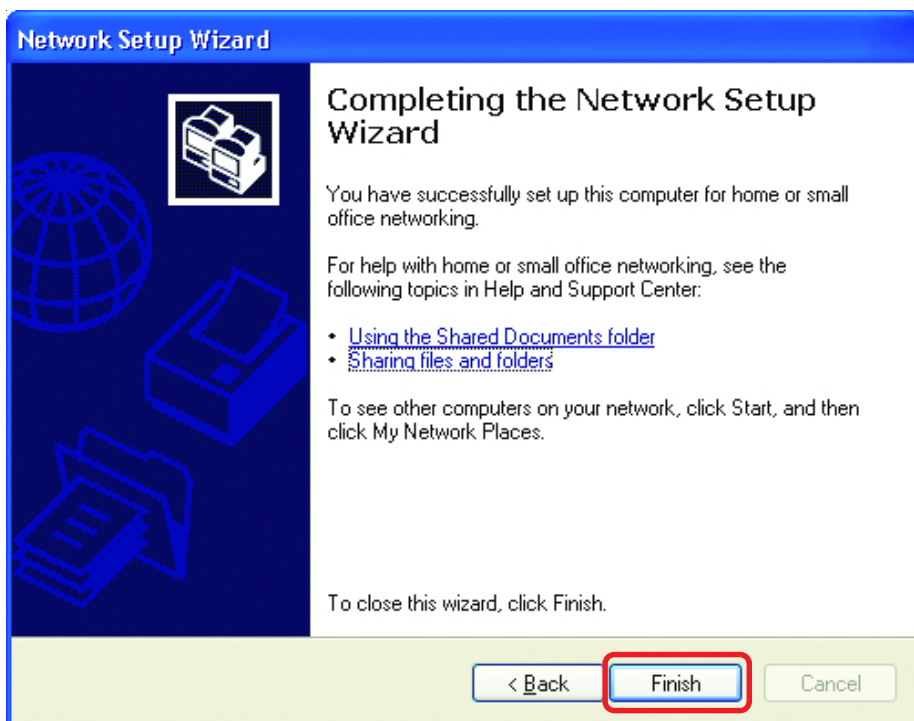 Network Setup Wizard
Completing the Network Setup
Wizard
You have successfully set up this computer for home or small
office networking.
For help with home or small office networking, see the
following topics in Help and Support Center:
• Using the Shared Documents folder
• Sharing files and folders
To see other computers on your network, click Start, and then
click My Network Places.
To close this wizard, click Finish.
< Back
Finish
Cancel